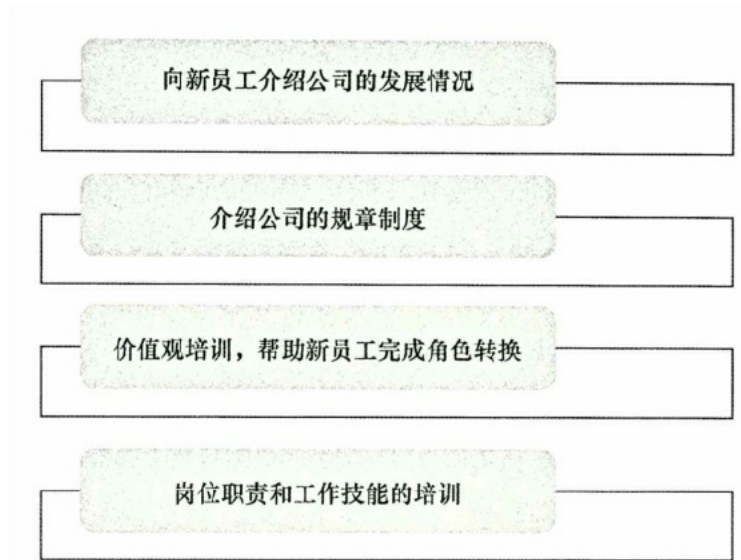 向新员工介绍公司的发展情况
介绍公司的规章制度
价值观培训，帮助新员工完成角色转换
岗位职责和工作技能的培训